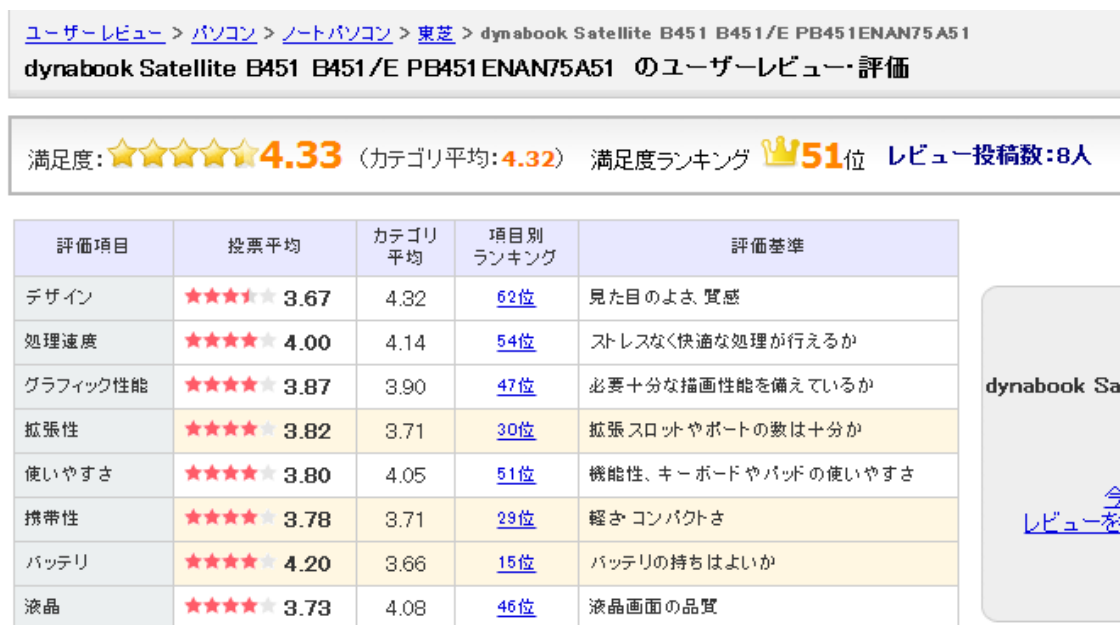 ユーザーレビュー > パソコン > ノートパソコン > 東芝 > dynabook Satellite B451 B451/E PB451ENAN75A51
dynabook Satellite B451 B451/E PB451ENAN75A51 のユーザーレビュー・評価
満足度:4.33 (カテゴリ平均:4.32) 満足度ランキング 51位 レビュー投稿数:8人
評価項目 投票平均 カテゴリ平均 項目別ランキング 評価基準
デザイン 3.67 4.32 62位 見た目のよさ、質感
処理速度 4.00 4.14 54位 ストレスなく快適な処理が行えるか
グラフィック性能 3.87 3.90 47位 必要十分な描画性能を備えているか
拡張性 3.82 3.71 30位 拡張スロットやポートの数は十分か
使いやすさ 3.80 4.05 51位 機能性、キーボードやパッドの使いやすさ
携帯性 3.78 3.71 29位 軽さ・コンパクトさ
バッテリ 4.20 3.66 15位 バッテリの持ちはよいか
液晶 3.73 4.08 46位 液晶画面の品質
dynabook Sa
今
レビューを